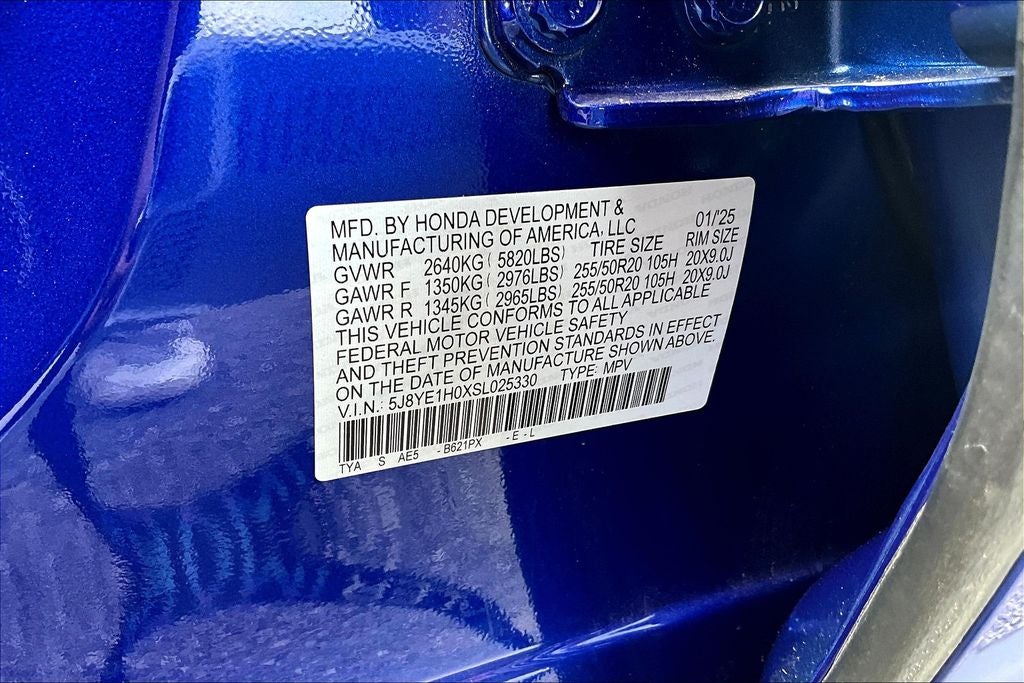 MFD. BY HONDA DEVELOPMENT &
MANUFACTURING OF AMERICA, LLC 01/'25
GVWR 2640KG ( 5820LBS) TIRE SIZE RIM SIZE
GAWR F 1350KG ( 2976LBS) 255/50R20 105H 20X9.0J
GAWR R 1345KG ( 2965LBS) 255/50R20 105H 20X9.0J
THIS VEHICLE CONFORMS TO ALL APPLICABLE
FEDERAL MOTOR VEHICLE SAFETY
AND THEFT PREVENTION STANDARDS IN EFFECT
ON THE DATE OF MANUFACTURE SHOWN ABOVE.
V.I.N.: 5J8YE1H0XSL025330 TYPE: MPV
TYA S AE5 - B621PX - E - L